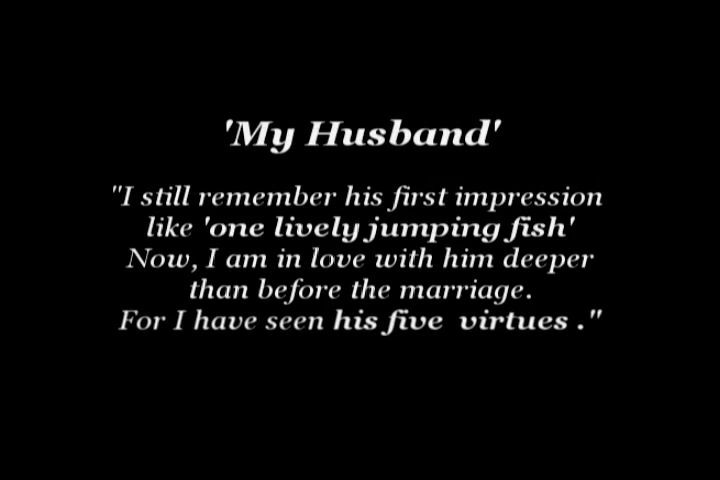 'My Husband'
"I still remember his first impression
like 'one lively jumping fish'
Now, I am in love with him deeper
than before the marriage.
For I have seen his five  virtues ."